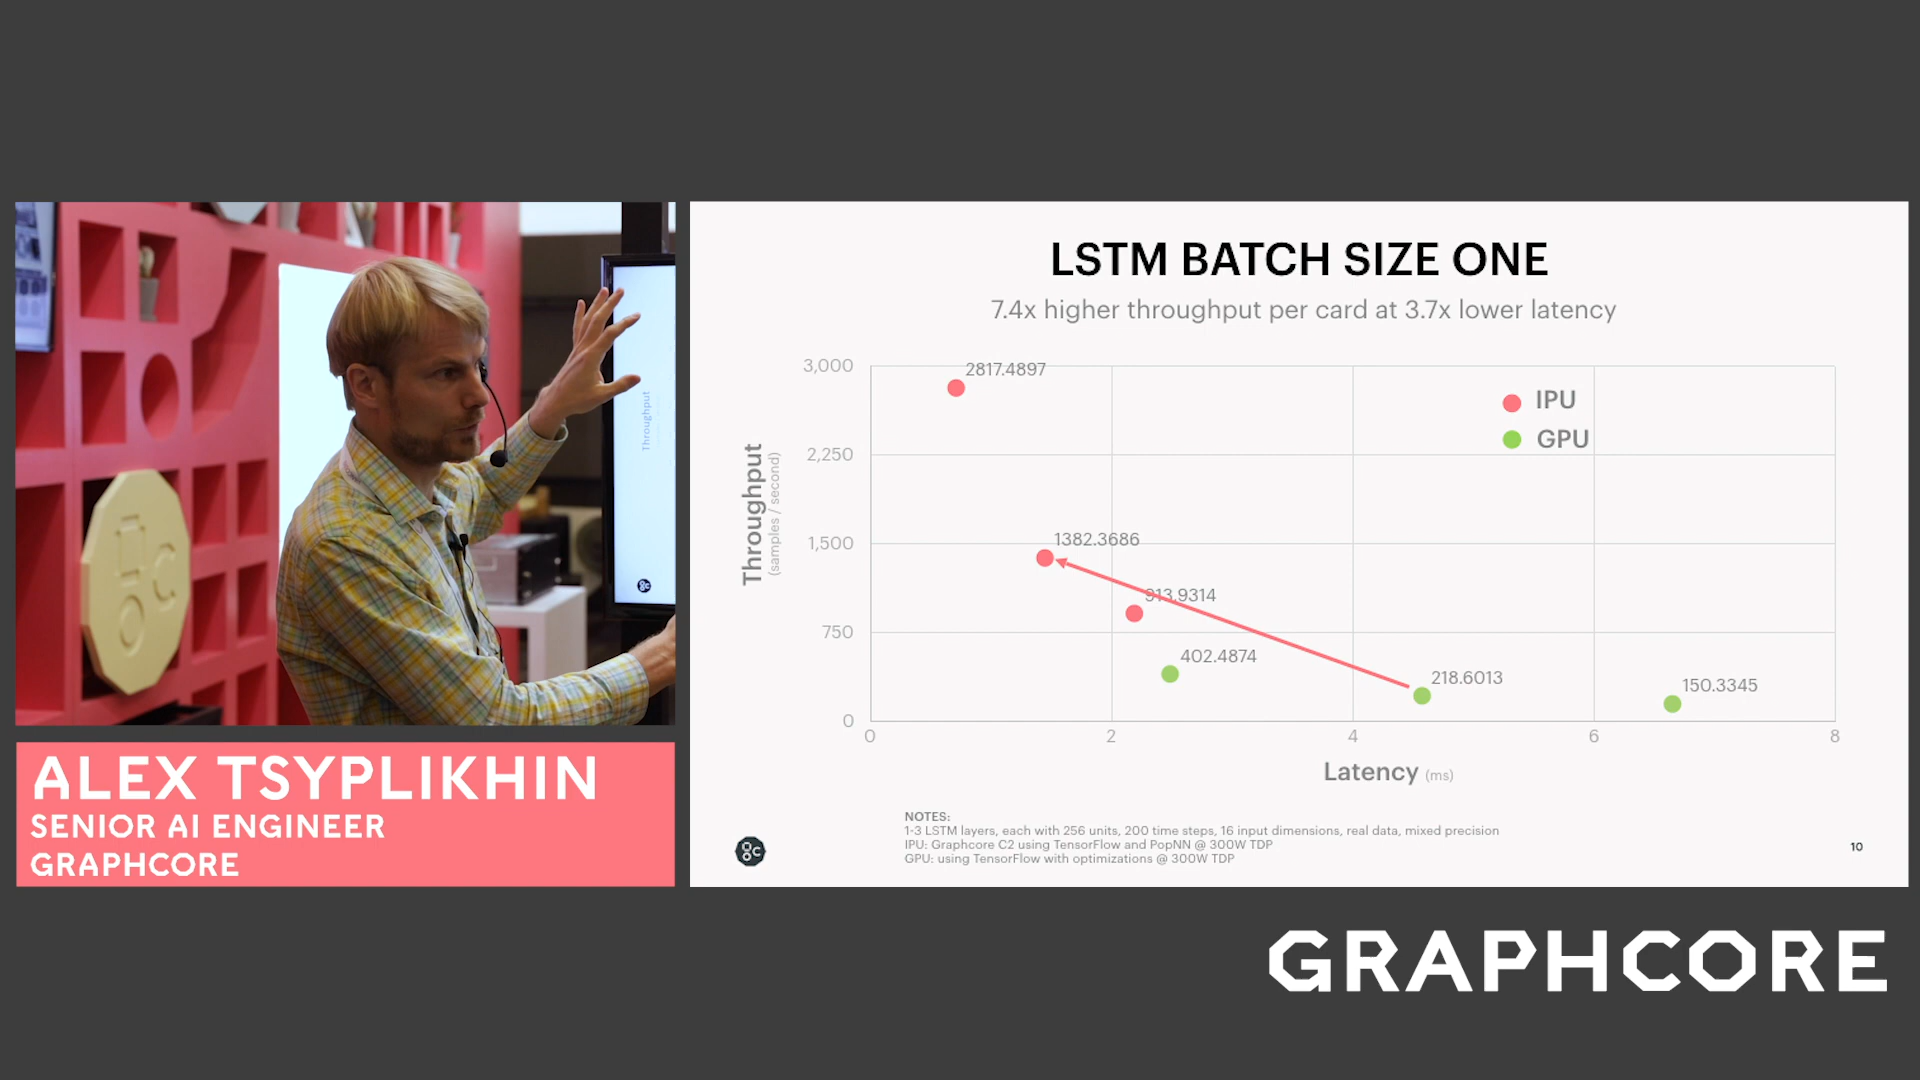 Throughput
ALEX TSYPLIKHIN
SENIOR AI ENGINEER
GRAPHCORE
LSTM BATCH SIZE ONE
7.4x higher throughput per card at 3.7x lower latency
3,000
2,250
1,500
750
0
Throughput
(samples / second)
2817.4897
1382.3686
913.9314
402.4874
218.6013
150.3345
IPU
GPU
0 2 4 6 8
Latency (ms)
NOTES:
1-3 LSTM layers, each with 256 units, 200 time steps, 16 input dimensions, real data, mixed precision
IPU: Graphcore C2 using TensorFlow and PopNN @ 300W TDP
GPU: using TensorFlow with optimizations @ 300W TDP
10
GRAPHCORE